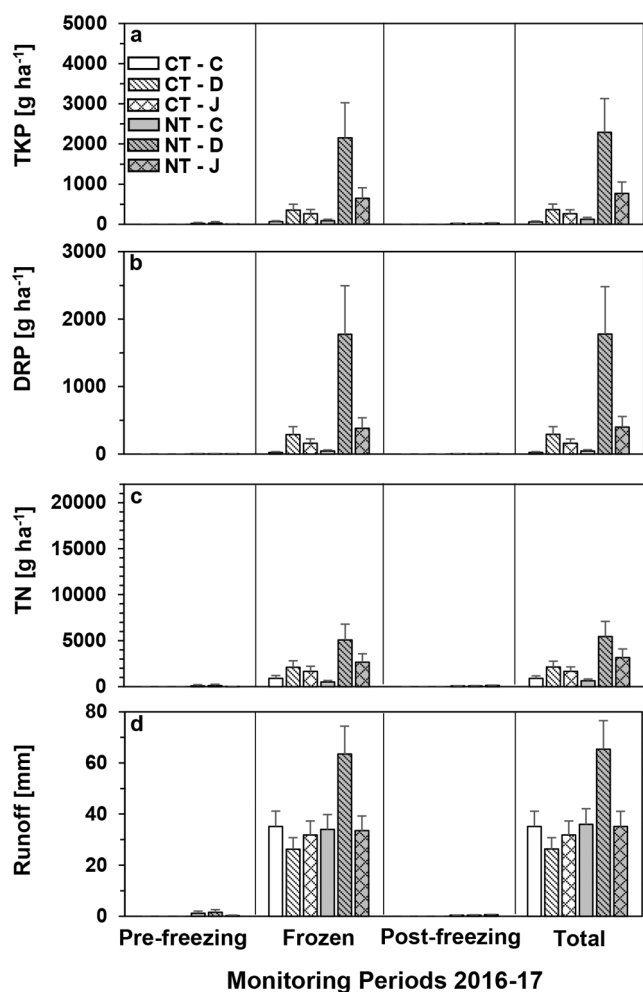 a
TKP [g ha-1]
5000
4000
3000
2000
1000
0
CT - C
CT - D
CT - J
NT - C
NT - D
NT - J
b
DRP [g ha-1]
3000
2000
1000
0
c
TN [g ha-1]
20000
15000
10000
5000
0
d
Runoff [mm]
80
60
40
20
0
Pre-freezing Frozen Post-freezing Total
Monitoring Periods 2016-17